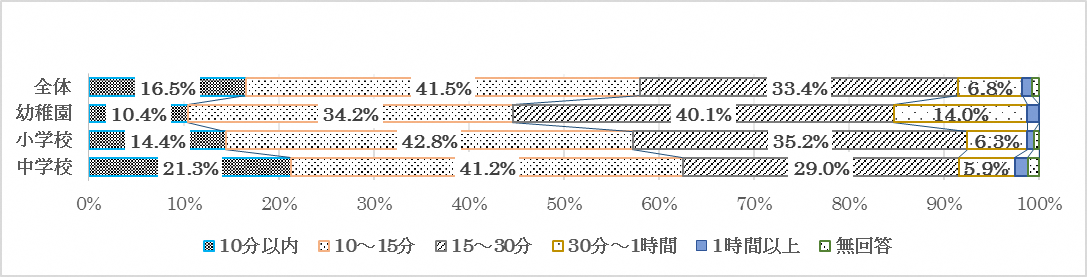 全体 16.5% 41.5% 33.4% 6.8%
幼稚園 10.4% 34.2% 40.1% 14.0%
小学校 14.4% 42.8% 35.2% 6.3%
中学校 21.3% 41.2% 29.0% 5.9%
0% 10% 20% 30% 40% 50% 60% 70% 80% 90% 100%
10分以内 10～15分 15～30分 30分～1時間 1時間以上 無回答